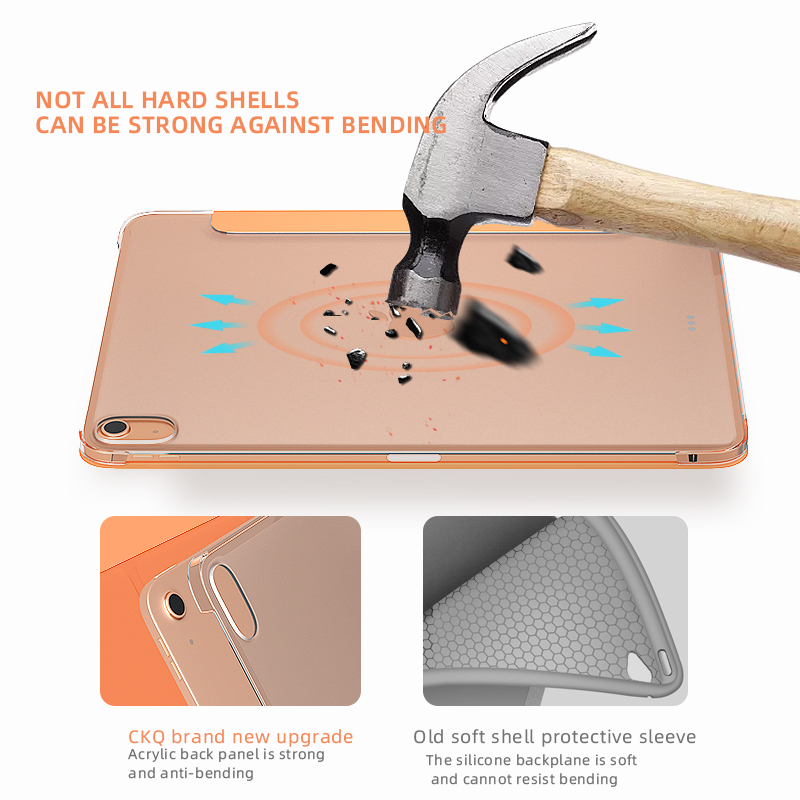 NOT ALL HARD SHELLS
CAN BE STRONG AGAINST BENDING
CKQ brand new upgrade
Acrylic back panel is strong
and anti-bending
Old soft shell protective sleeve
The silicone backplane is soft
and cannot resist bending